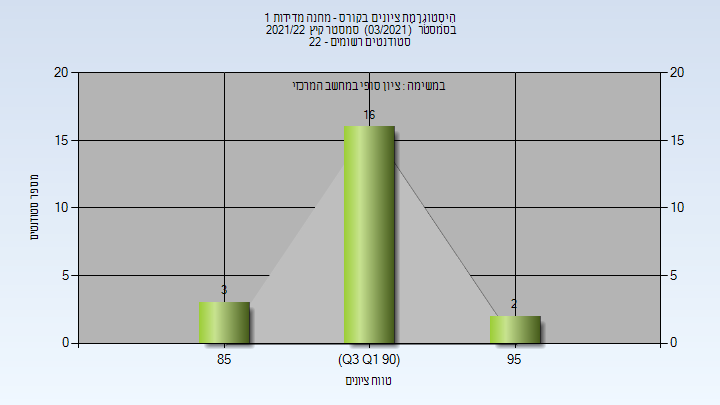 היסטוגרמת ציונים בקורס - מחנה מדידות 1
בסמסטר (03/2021) סמסטר קיץ 2021/22
סטודנטים רשומים - 22
במשימה : ציון סופי במחשב המרכזי
20
15
10
5
0
20
15
10
5
0
מספר סטודנטים
3
16
2
85
(Q3 Q1 90)
95
טווח ציונים